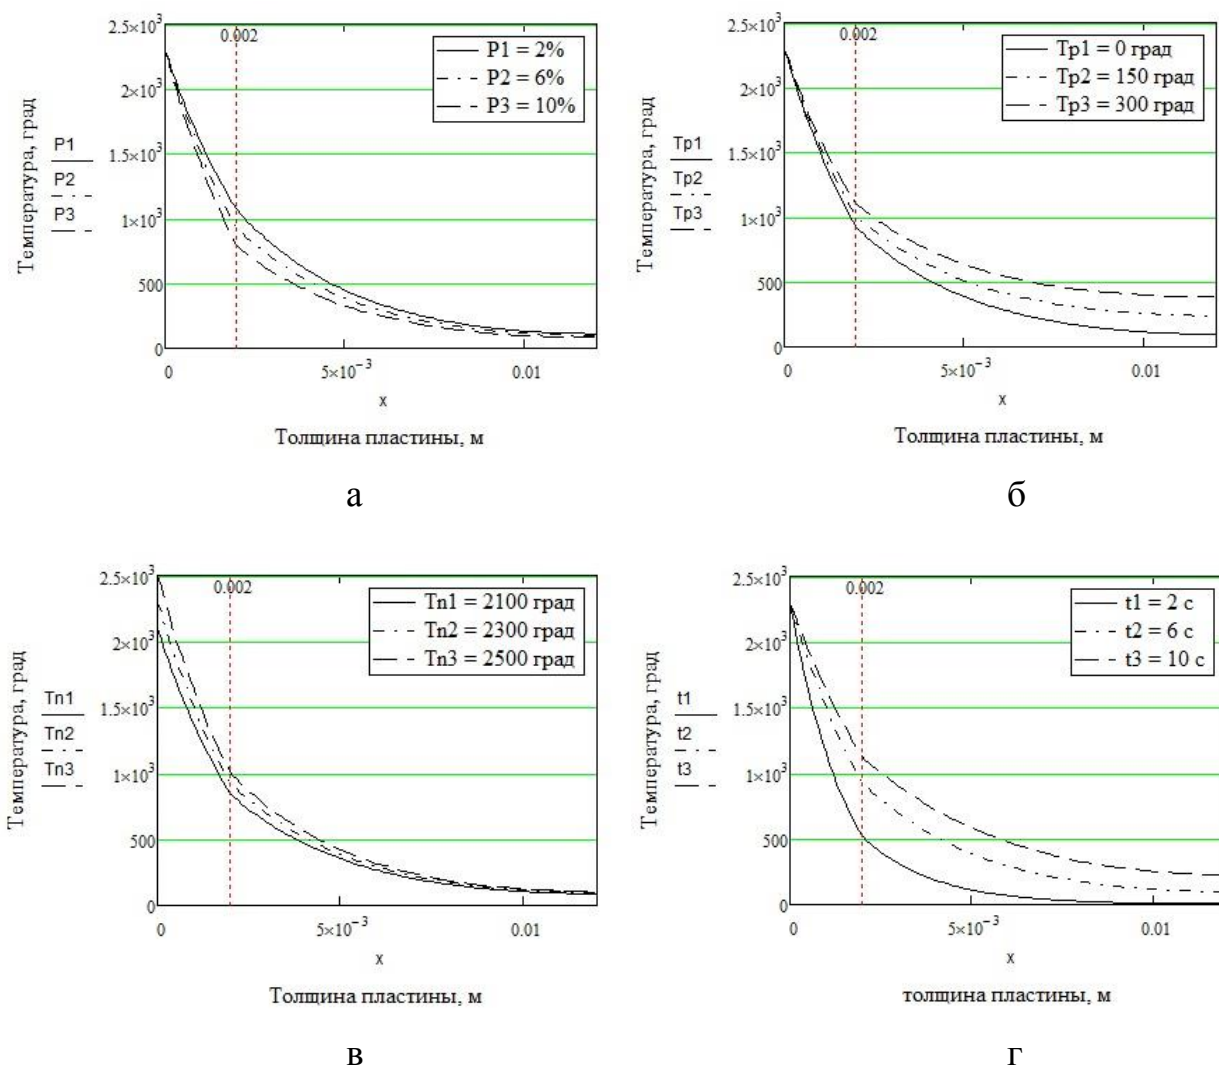 2.5×10³
0.002
P1 = 2%
P2 = 6%
P3 = 10%
2×10³
1.5×10³
1×10³
500
0
Температура, град
P1
P2
P3
0
5×10⁻³
0.01
x
Толщина пластины, м
а
2.5×10³
0.002
Tp1 = 0 град
Tp2 = 150 град
Tp3 = 300 град
2×10³
1.5×10³
1×10³
500
0
Температура, град
Tp1
Tp2
Tp3
0
5×10⁻³
0.01
x
Толщина пластины, м
б
2.5×10³
0.002
Tn1 = 2100 град
Tn2 = 2300 град
Tn3 = 2500 град
2×10³
1.5×10³
1×10³
500
0
Температура, град
Tn1
Tn2
Tn3
0
5×10⁻³
0.01
x
Толщина пластины, м
в
2.5×10³
0.002
t1 = 2 с
t2 = 6 с
t3 = 10 с
2×10³
1.5×10³
1×10³
500
0
Температура, град
t1
t2
t3
0
5×10⁻³
0.01
x
толщина пластины, м
г